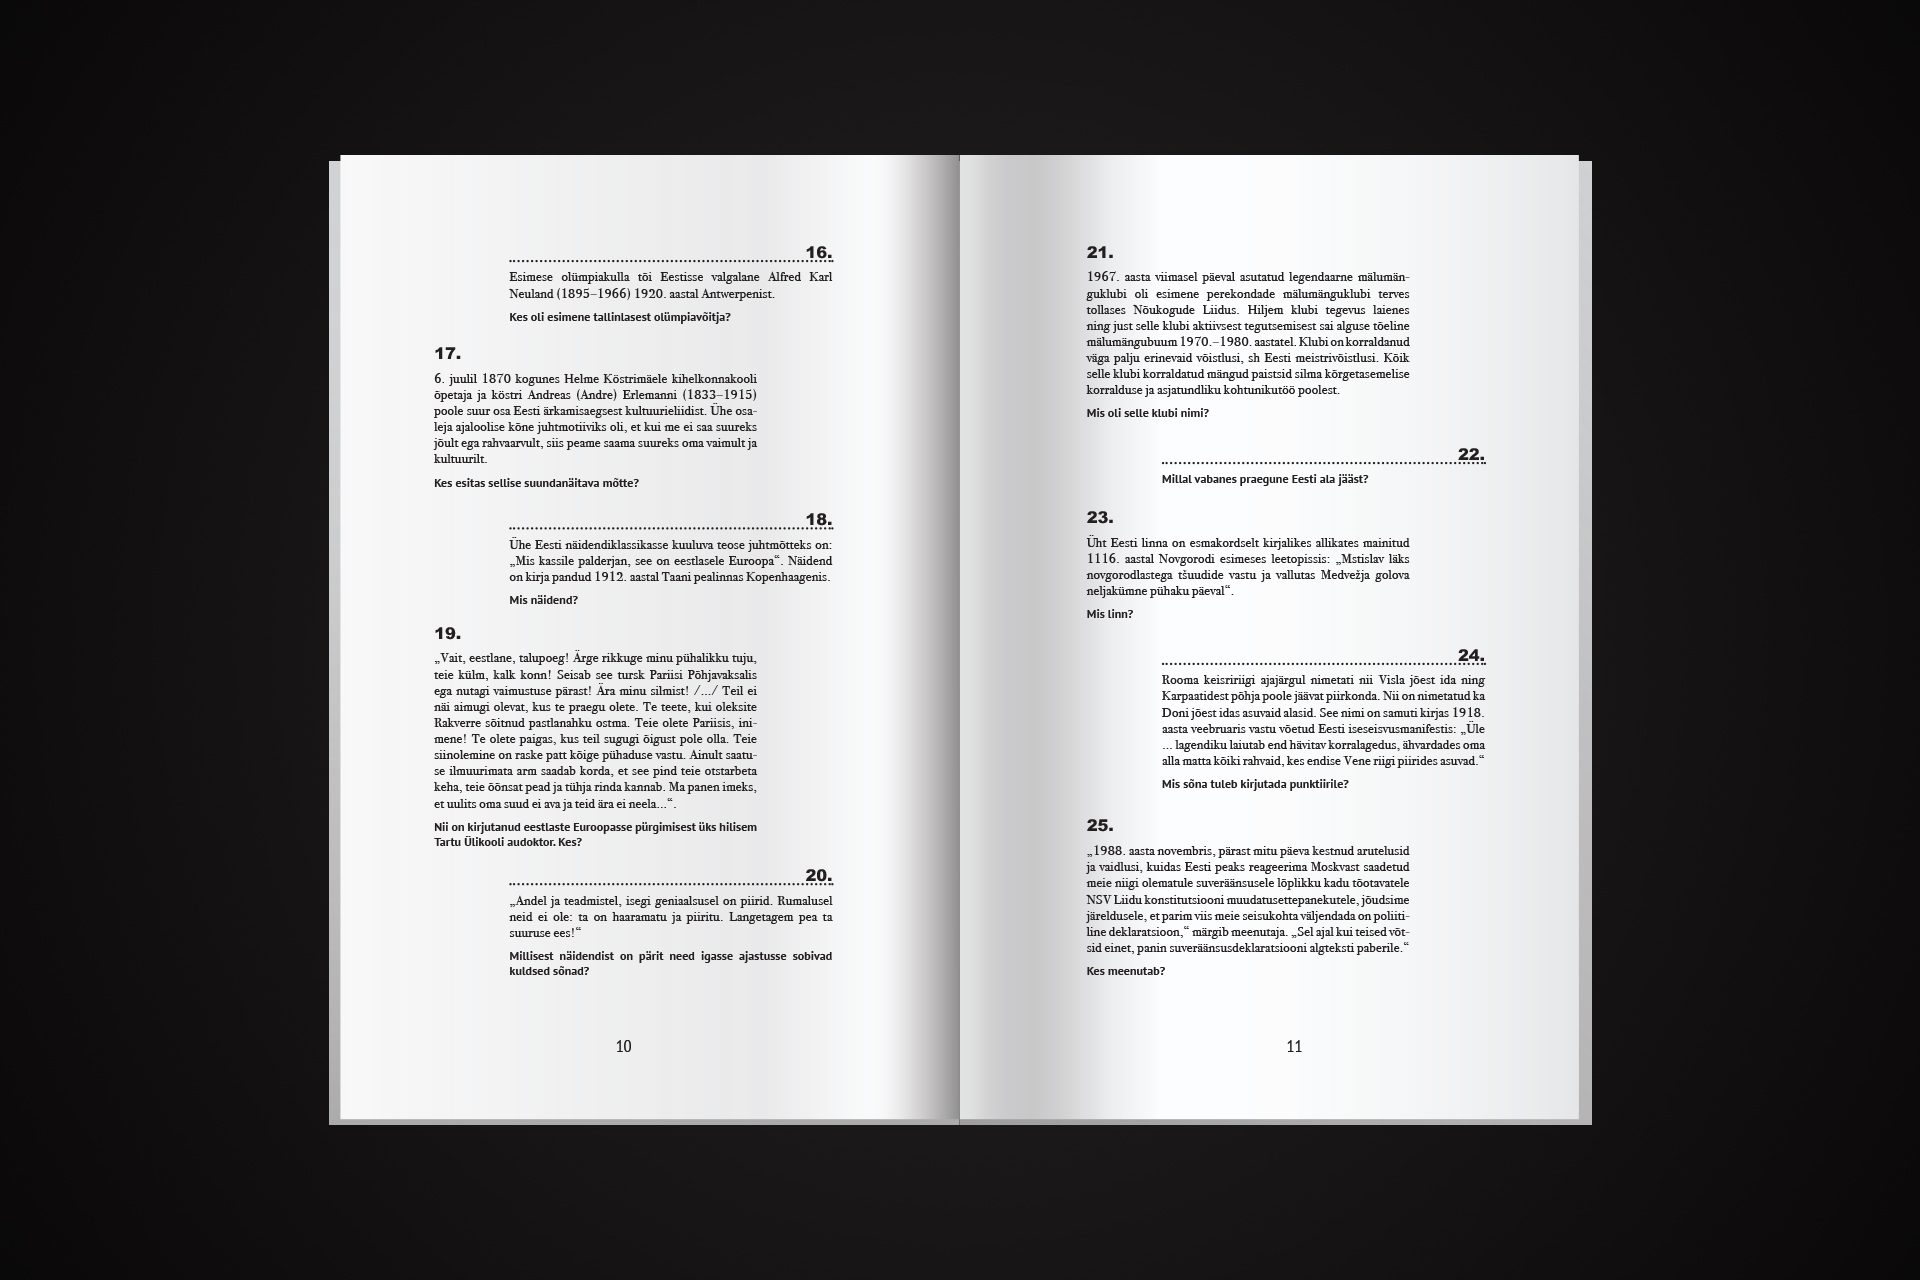 16.
Esimese olümpiakulla tõi Eestisse valgalane Alfred Karl
Neuland (1895–1966) 1920. aastal Antwerpenist.
Kes oli esimene tallinlasest olümpiavõitja?
17.
6. juulil 1870 kogunes Helme Köstrimäele kihelkonnakooli
õpetaja ja köstri Andreas (Andre) Erlemanni (1833–1915)
poole suur osa Eesti ärkamisaegsest kultuurieliidist. Ühe osa-
leja ajaloolise kõne juhtmotiiviks oli, et kui me ei saa suureks
jõult ega rahvaarvult, siis peame saama suureks oma vaimult ja
kultuurilt.
Kes esitas sellise suundanäitava mõtte?
18.
Ühe Eesti näidendiklassikasse kuuluva teose juhtmõtteks on:
„Mis kassile palderjan, see on eestlasele Euroopa“. Näidend
on kirja pandud 1912. aastal Taani pealinnas Kopenhaagenis.
Mis näidend?
19.
„Vait, eestlane, talupoeg! Ärge rikkuge minu pühalikku tuju,
teie külm, kalk konn! Seisab see tursk Pariisi Põhjavaksalis
ega nutagi vaimustuse pärast! Ära minu silmist! /.../ Teil ei
näi aimugi olevat, kus te praegu olete. Te teete, kui oleksite
Rakverre sõitnud pastlanahku ostma. Teie olete Pariisis, ini-
mene! Te olete paigas, kus teil sugugi õigust pole olla. Teie
siinolemine on raske patt kõige pühaduse vastu. Ainult saatu-
se ilmuurimata arm saadab korda, et see pind teie otstarbeta
keha, teie õõnsat pead ja tühja rinda kannab. Ma panen imeks,
et uulits oma suud ei ava ja teid ära ei neela...“.
Nii on kirjutanud eestlaste Euroopasse pürgimisest üks hilisem
Tartu Ülikooli audoktor. Kes?
20.
„Andel ja teadmistel, isegi geniaalsusel on piirid. Rumalusel
neid ei ole: ta on haaramatu ja piiritu. Langetagem pea ta
suuruse ees!“
Millisest näidendist on pärit need igasse ajastusse sobivad
kuldsed sõnad?
10
21.
1967. aasta viimasel päeval asutatud legendaarne mälumän-
guklubi oli esimene perekondade mälumänguklubi terves
tollases Nõukogude Liidus. Hiljem klubi tegevus laienes
ning just selle klubi aktiivsest tegutsemisest sai alguse tõeline
mälumängubuum 1970.–1980. aastatel. Klubi on korraldanud
väga palju erinevaid võistlusi, sh Eesti meistrivõistlusi. Kõik
selle klubi korraldatud mängud paistsid silma kõrgetasemelise
korralduse ja asjatundliku kohtunikutöö poolest.
Mis oli selle klubi nimi?
22.
Millal vabanes praegune Eesti ala jääst?
23.
Üht Eesti linna on esmakordselt kirjalikes allikates mainitud
1116. aastal Novgorodi esimeses leetopissis: „Mstislav läks
novgorodlastega tšuudide vastu ja vallutas Medvežja golova
neljakümne pühaku päeval“.
Mis linn?
24.
Rooma keisririigi ajajärgul nimetati nii Visla jõest ida ning
Karpaatidest põhja poole jäävat piirkonda. Nii on nimetatud ka
Doni jõest idas asuvaid alasid. See nimi on samuti kirjas 1918.
aasta veebruaris vastu võetud Eesti iseseisvusmanifestis: „Üle
... lagendiku laiutab end hävitav korralagedus, ähvardades oma
alla matta kõiki rahvaid, kes endise Vene riigi piirides asuvad.“
Mis sõna tuleb kirjutada punktiirile?
25.
„1988. aasta novembris, pärast mitu päeva kestnud arutelusid
ja vaidlusi, kuidas Eesti peaks reageerima Moskvast saadetud
meie niigi olematule suveräänsusele lõplikku kadu tõotavatele
NSV Liidu konstitutsiooni muudatusettepanekutele, jõudsime
järeldusele, et parim viis meie seisukohta väljendada on poliiti-
line deklaratsioon,“ märgib meenutaja. „Sel ajal kui teised võt-
sid einet, panin suveräänsusdeklaratsiooni algteksti paberile.“
Kes meenutab?
11